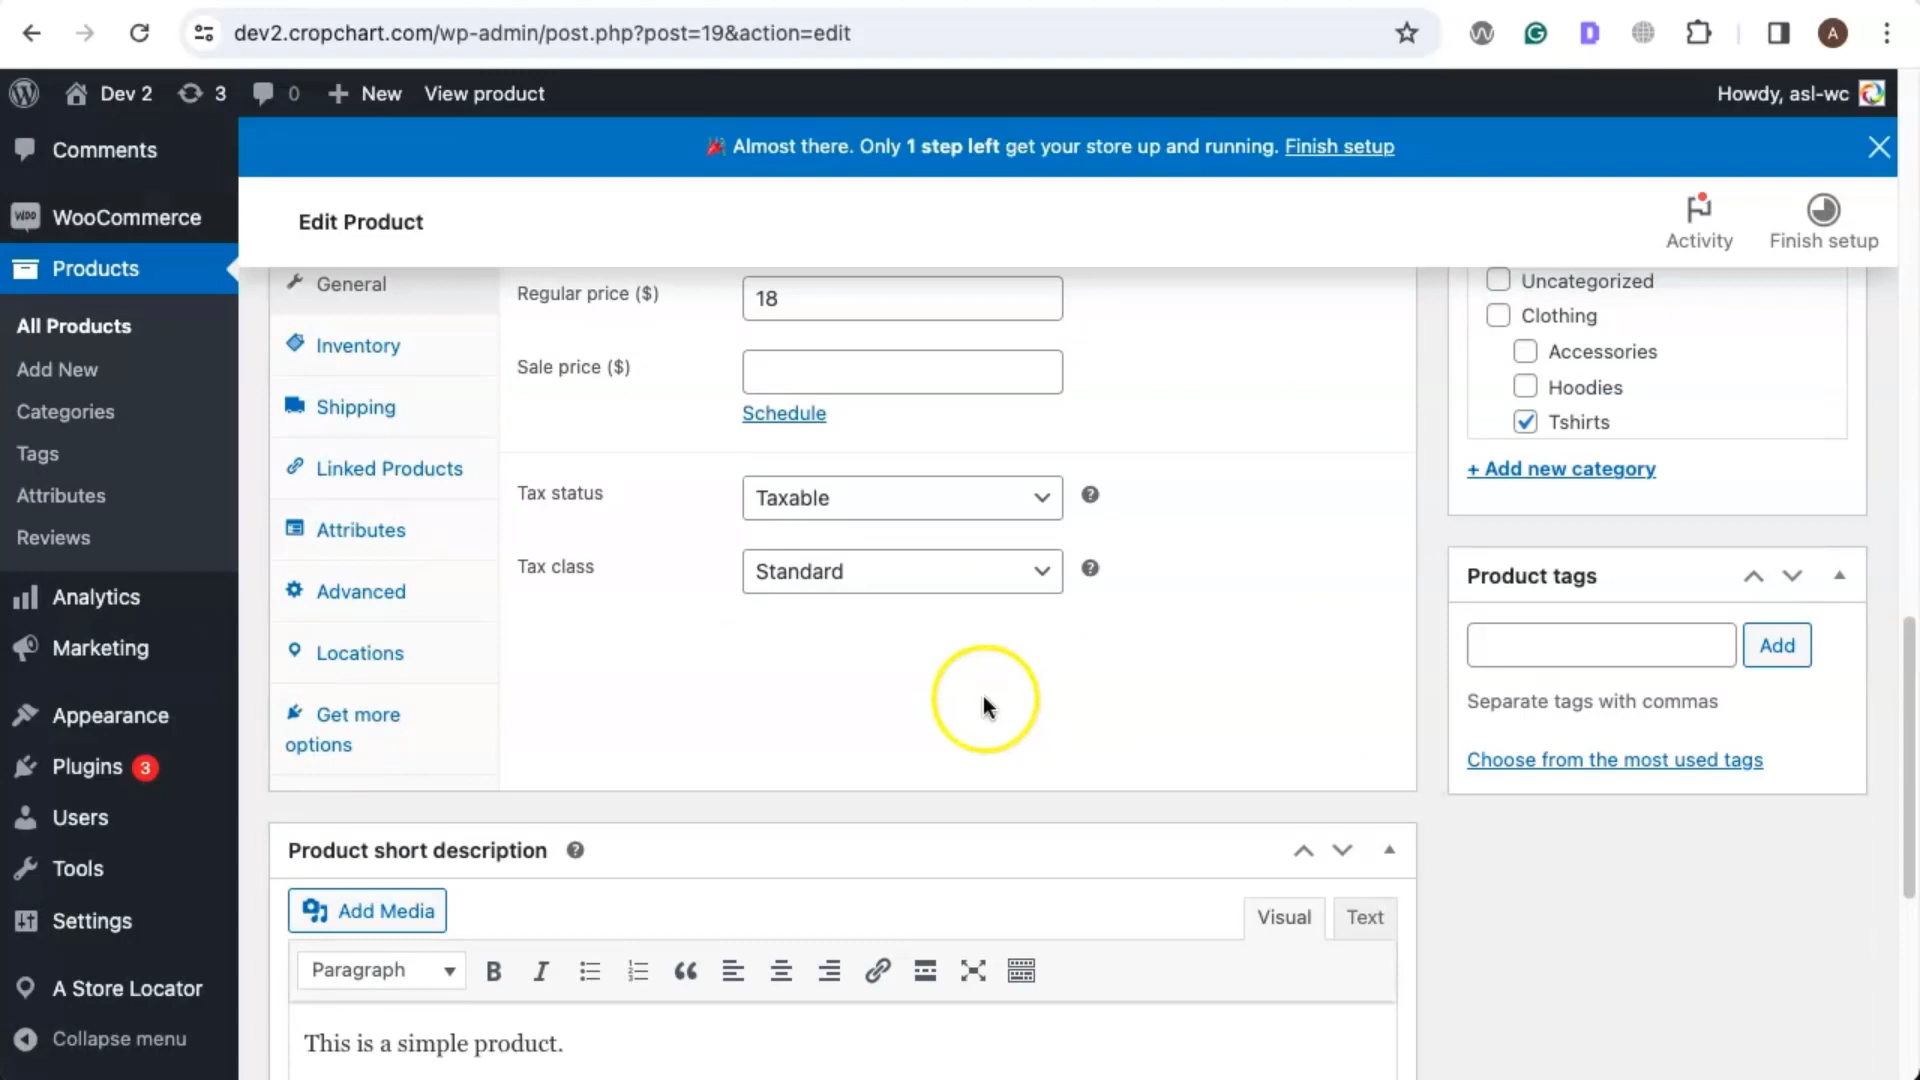 dev2.cropchart.com/wp-admin/post.php?post=19&action=edit
A
Dev 2
3
0
New
View product
Howdy, asl-wc
Comments
WOO
WooCommerce
Products
All Products
Add New
Categories
Tags
Attributes
Reviews
Analytics
Marketing
Appearance
Plugins 3
Users
Tools
Settings
A Store Locator
Collapse menu
Almost there. Only 1 step left get your store up and running. Finish setup
Edit Product
Activity
Finish setup
General
Inventory
Shipping
Linked Products
Attributes
Advanced
Locations
Get more
options
Regular price ($)
18
Sale price ($)
Schedule
Tax status
Taxable
Tax class
Standard
Uncategorized
Clothing
Accessories
Hoodies
Tshirts
+ Add new category
Product tags
Add
Separate tags with commas
Choose from the most used tags
Product short description
Add Media
Visual
Text
Paragraph
B
I
This is a simple product.